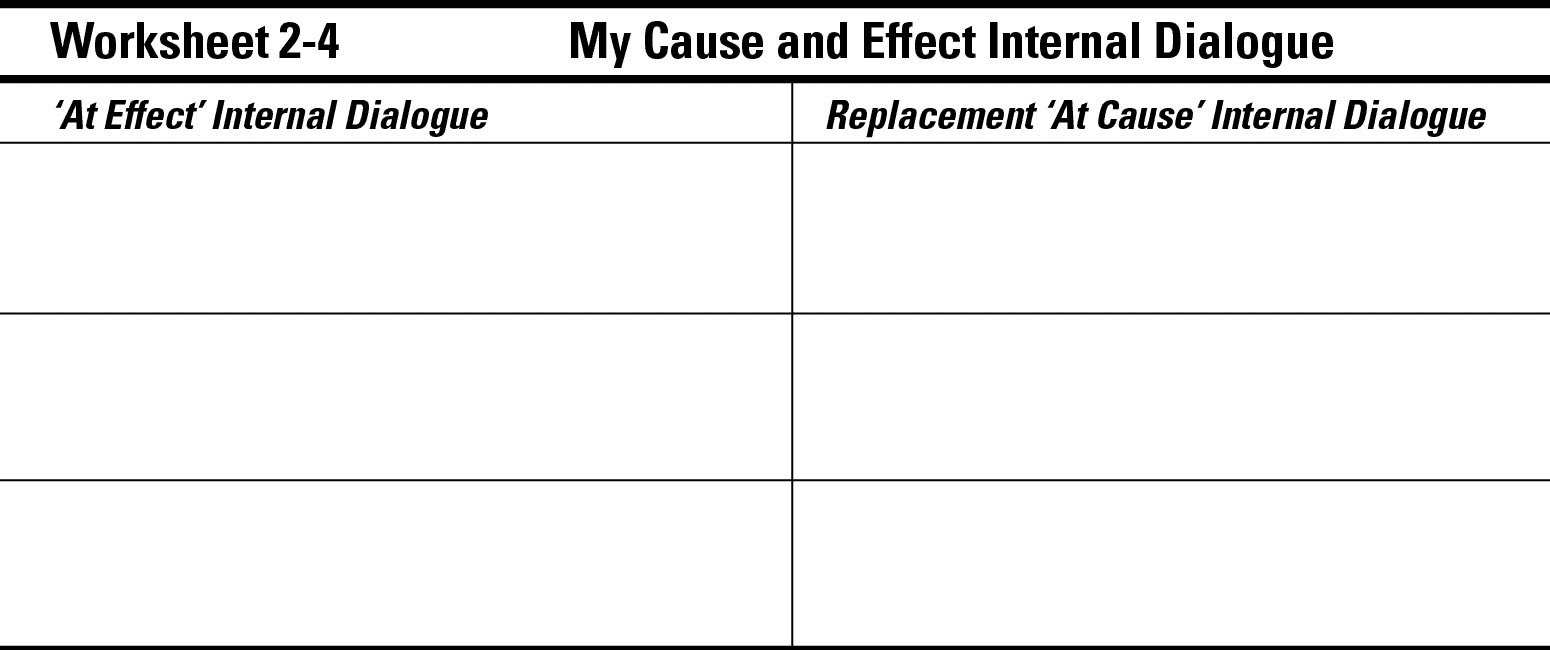 Worksheet 2-4 My Cause and Effect Internal Dialogue
‘At Effect’ Internal Dialogue Replacement ‘At Cause’ Internal Dialogue